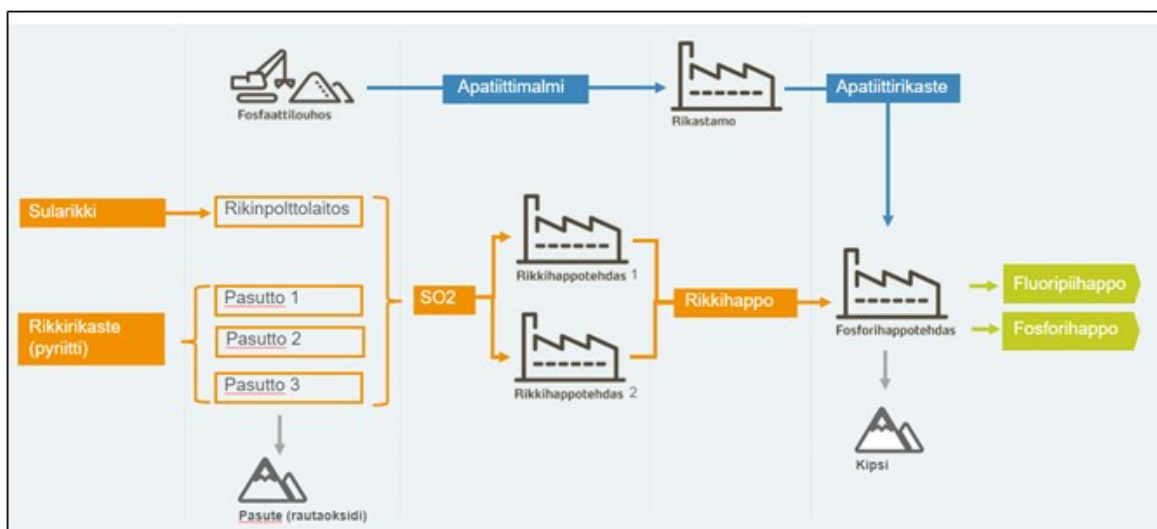 Apatiittimalmi
Apatiittirikaste
Fosfaattilouhos
Rikastamo
Sularikki
Rikinpolttolaitos
Rikkihappotehdas 1
Pasutto 1
SO2
Rikkihappo
Fluoripiihappo
Rikkirikaste
(pyriitti)
Pasutto 2
Fosforihappotehdas
Fosforihappo
Pasutto 3
Rikkihappotehdas 2
Kipsi
Pasute (rautaoksidi)